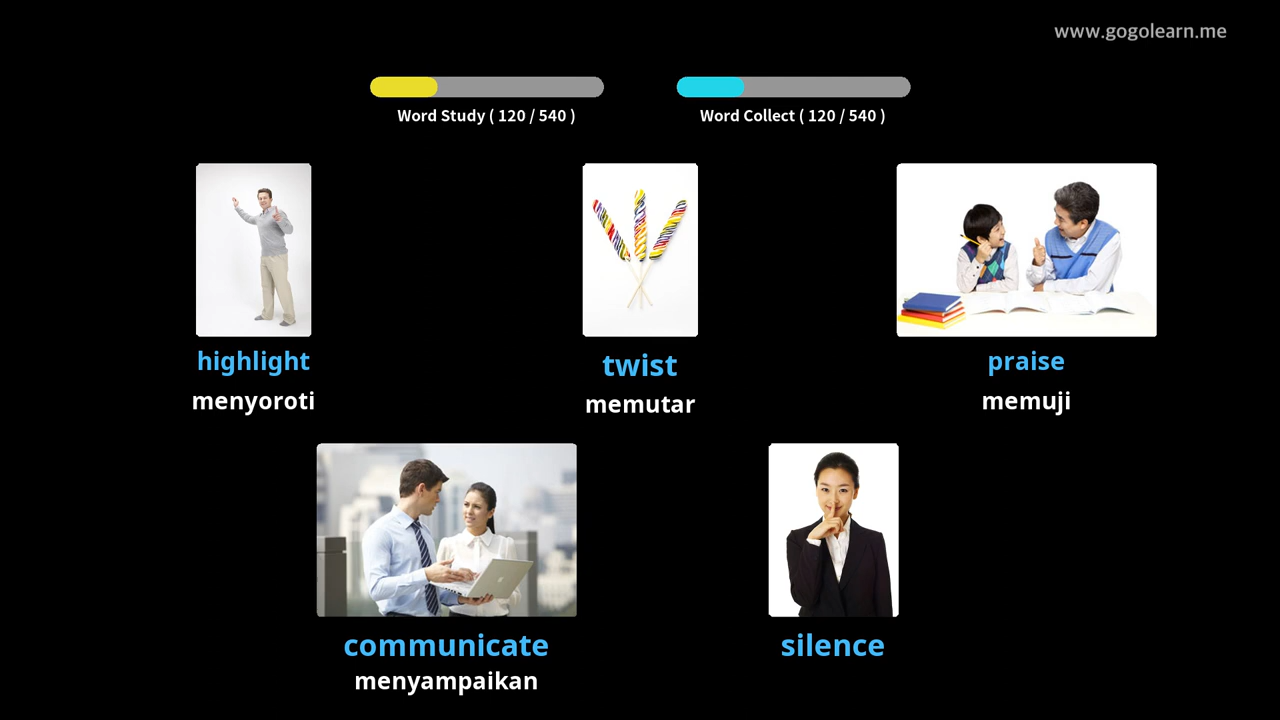 www.gogolearn.me
Word Study ( 120 / 540 )
Word Collect ( 120 / 540 )
highlight
menyoroti
twist
memutar
praise
memuji
communicate
menyampaikan
silence